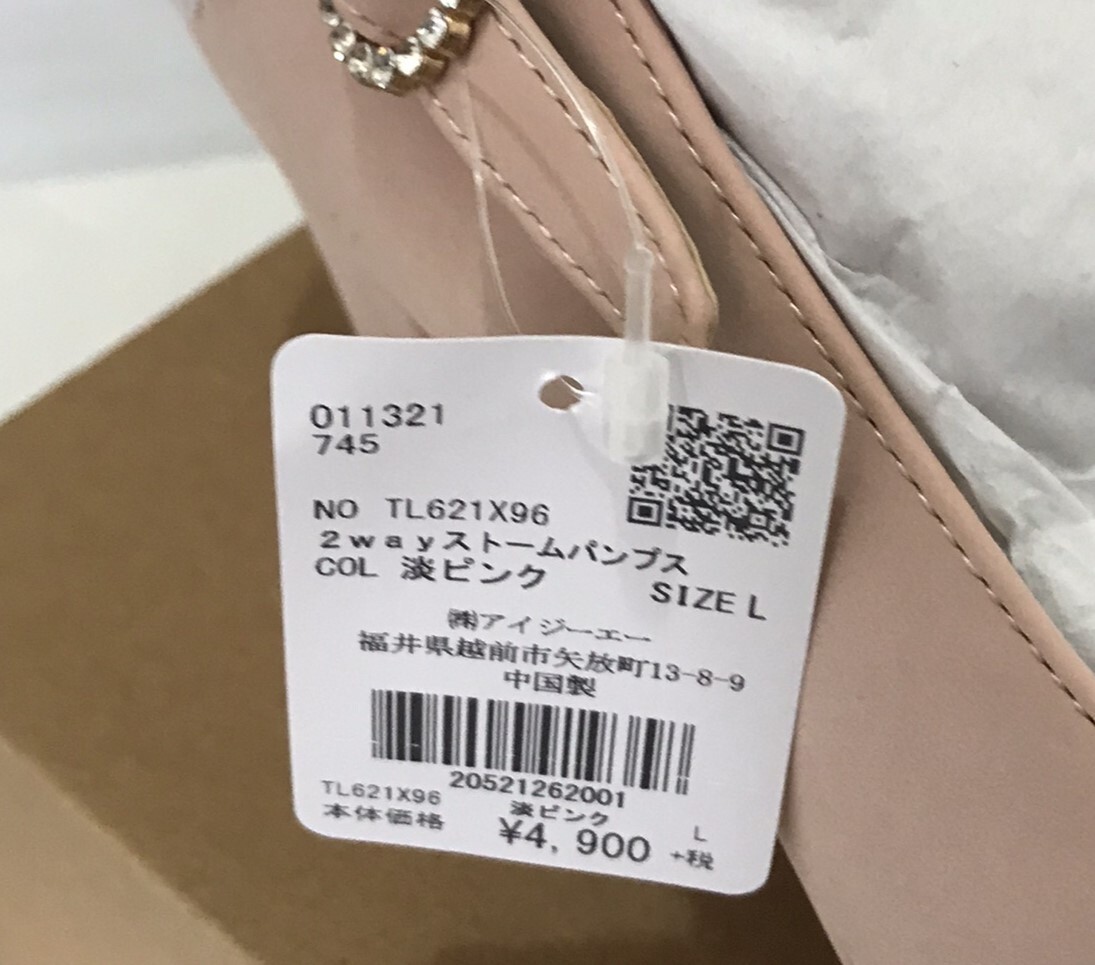 011321
745
NO TL621X96
2wayストームパンプス
COL 淡ピンク SIZE L
㈱アイジーエー
福井県越前市矢放町13-8-9
中国製
20521262001
TL621X96 淡ピンク L
本体価格 ¥4,900 +税